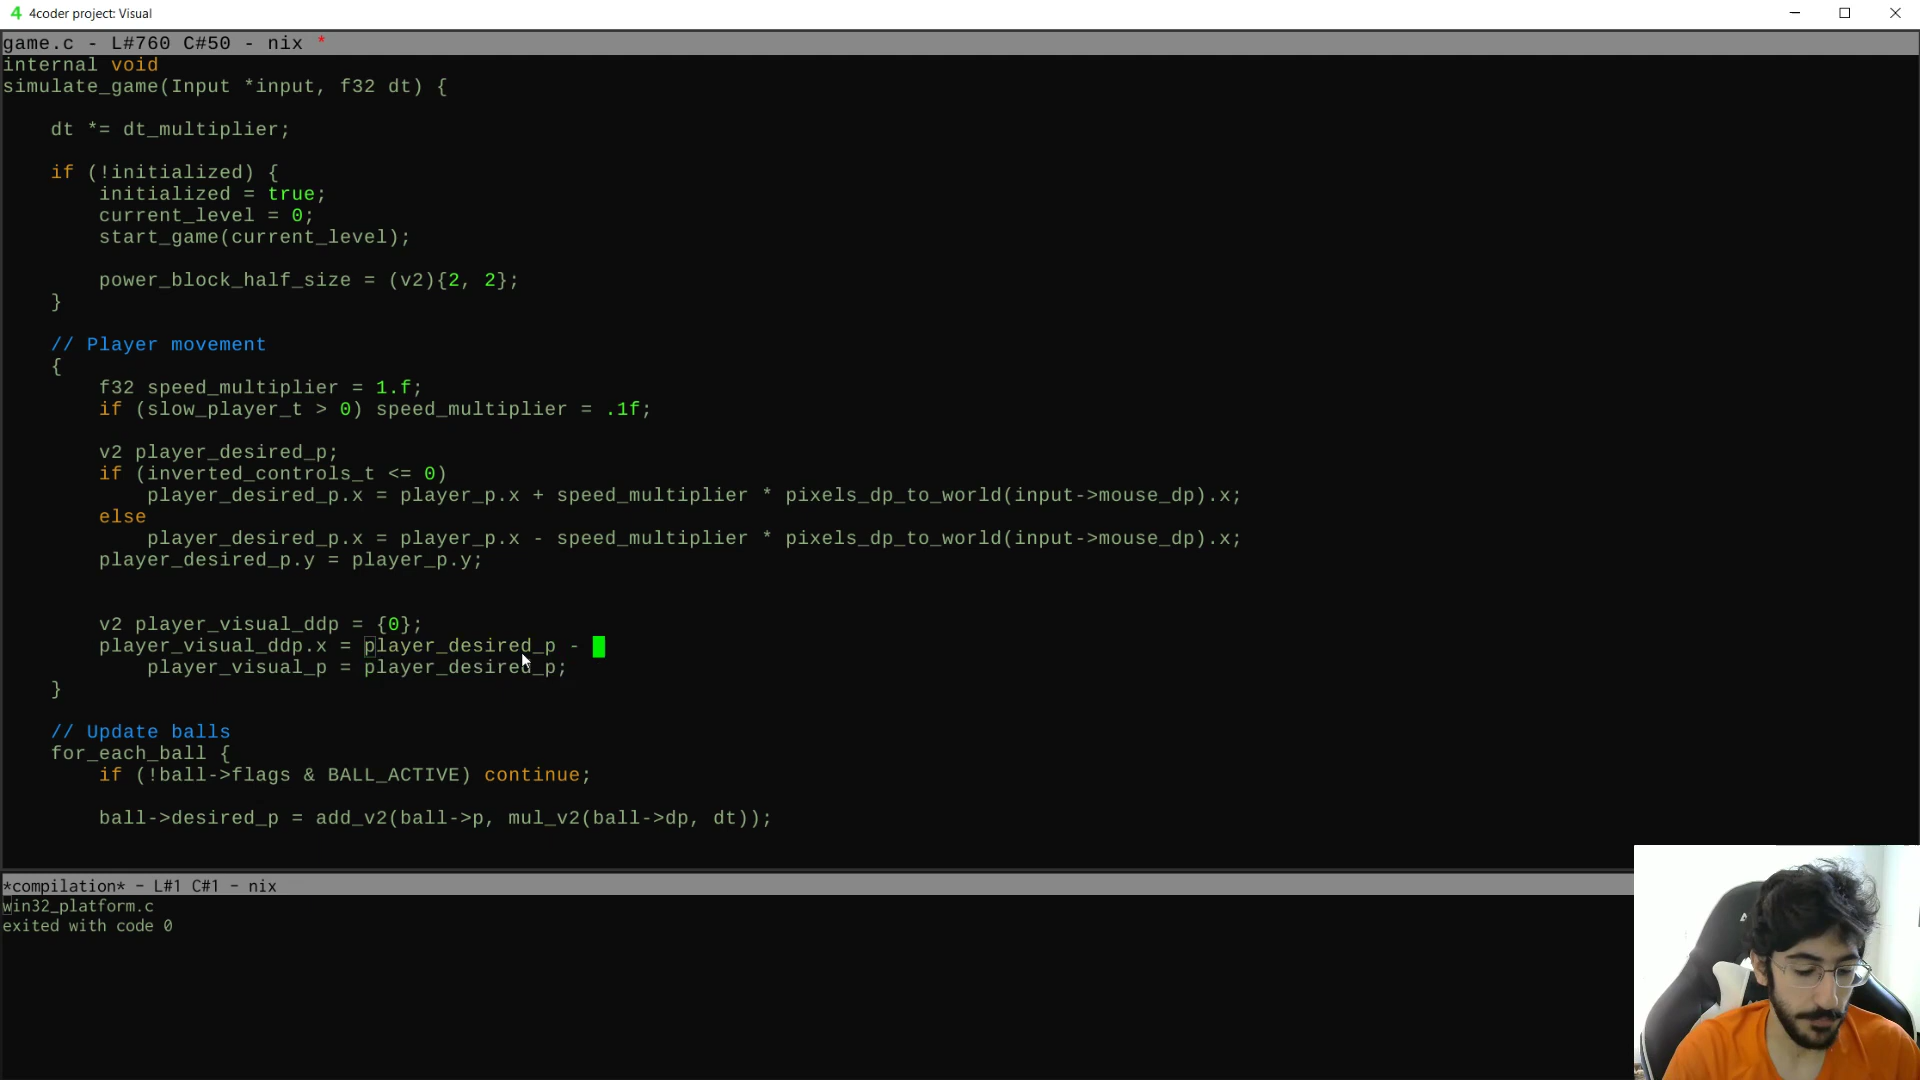 4 4coder project: Visual
game.c - L#760 C#50 - nix *
internal void
simulate_game(Input *input, f32 dt) {
dt *= dt_multiplier;
if (!initialized) {
initialized = true;
current_level = 0;
start_game(current_level);
power_block_half_size = (v2){2, 2};
}
// Player movement
{
f32 speed_multiplier = 1.f;
if (slow_player_t > 0) speed_multiplier = .1f;
v2 player_desired_p;
if (inverted_controls_t <= 0)
player_desired_p.x = player_p.x + speed_multiplier * pixels_dp_to_world(input->mouse_dp).x;
else
player_desired_p.x = player_p.x - speed_multiplier * pixels_dp_to_world(input->mouse_dp).x;
player_desired_p.y = player_p.y;
v2 player_visual_ddp = {0};
player_visual_ddp.x = player_desired_p -
player_visual_p = player_desired_p;
}
// Update balls
for_each_ball {
if (!ball->flags & BALL_ACTIVE) continue;
ball->desired_p = add_v2(ball->p, mul_v2(ball->dp, dt));
*compilation* - L#1 C#1 - nix
win32_platform.c
exited with code 0